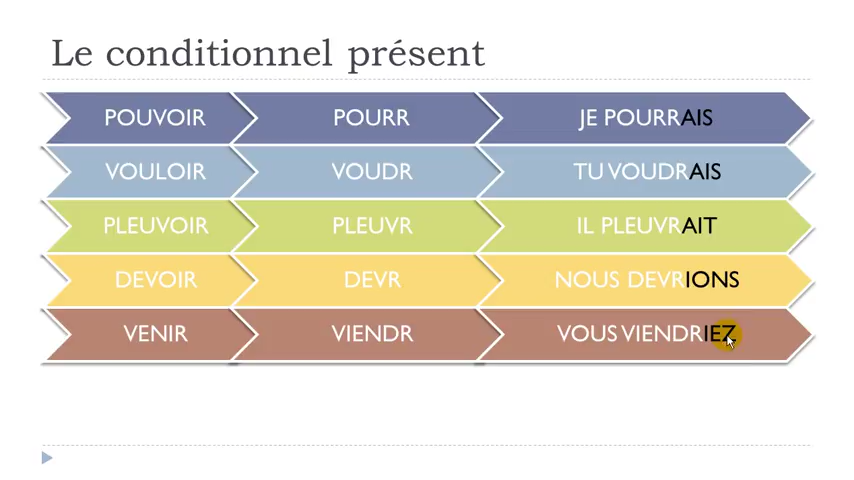 Le conditionnel présent
POUVOIR POURR JE POURRAIS
VOULOIR VOUDR TU VOUDRAIS
PLEUVOIR PLEUVR IL PLEUVRAIT
DEVOIR DEVR NOUS DEVRIONS
VENIR VIENDR VOUS VIENDRIEZ